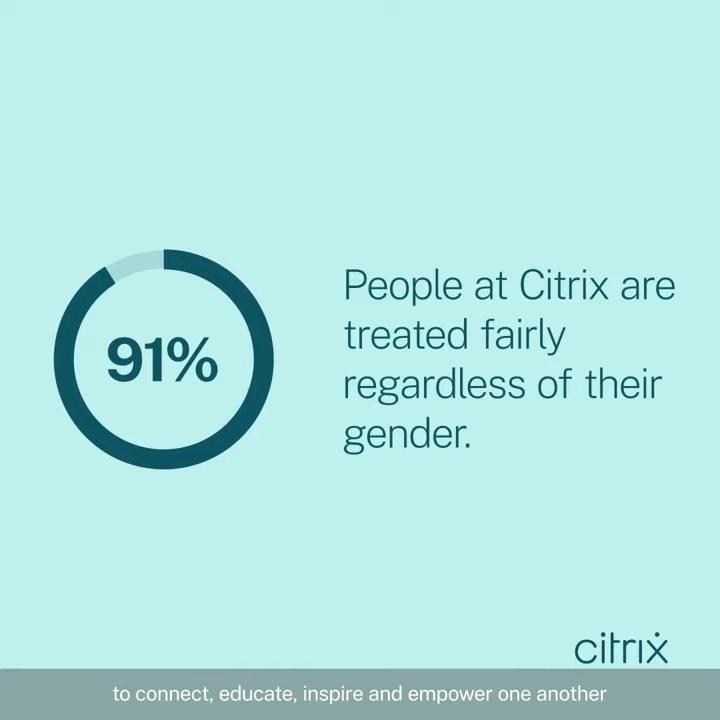 91%
People at Citrix are
treated fairly
regardless of their
gender.
citrix
to connect, educate, inspire and empower one another